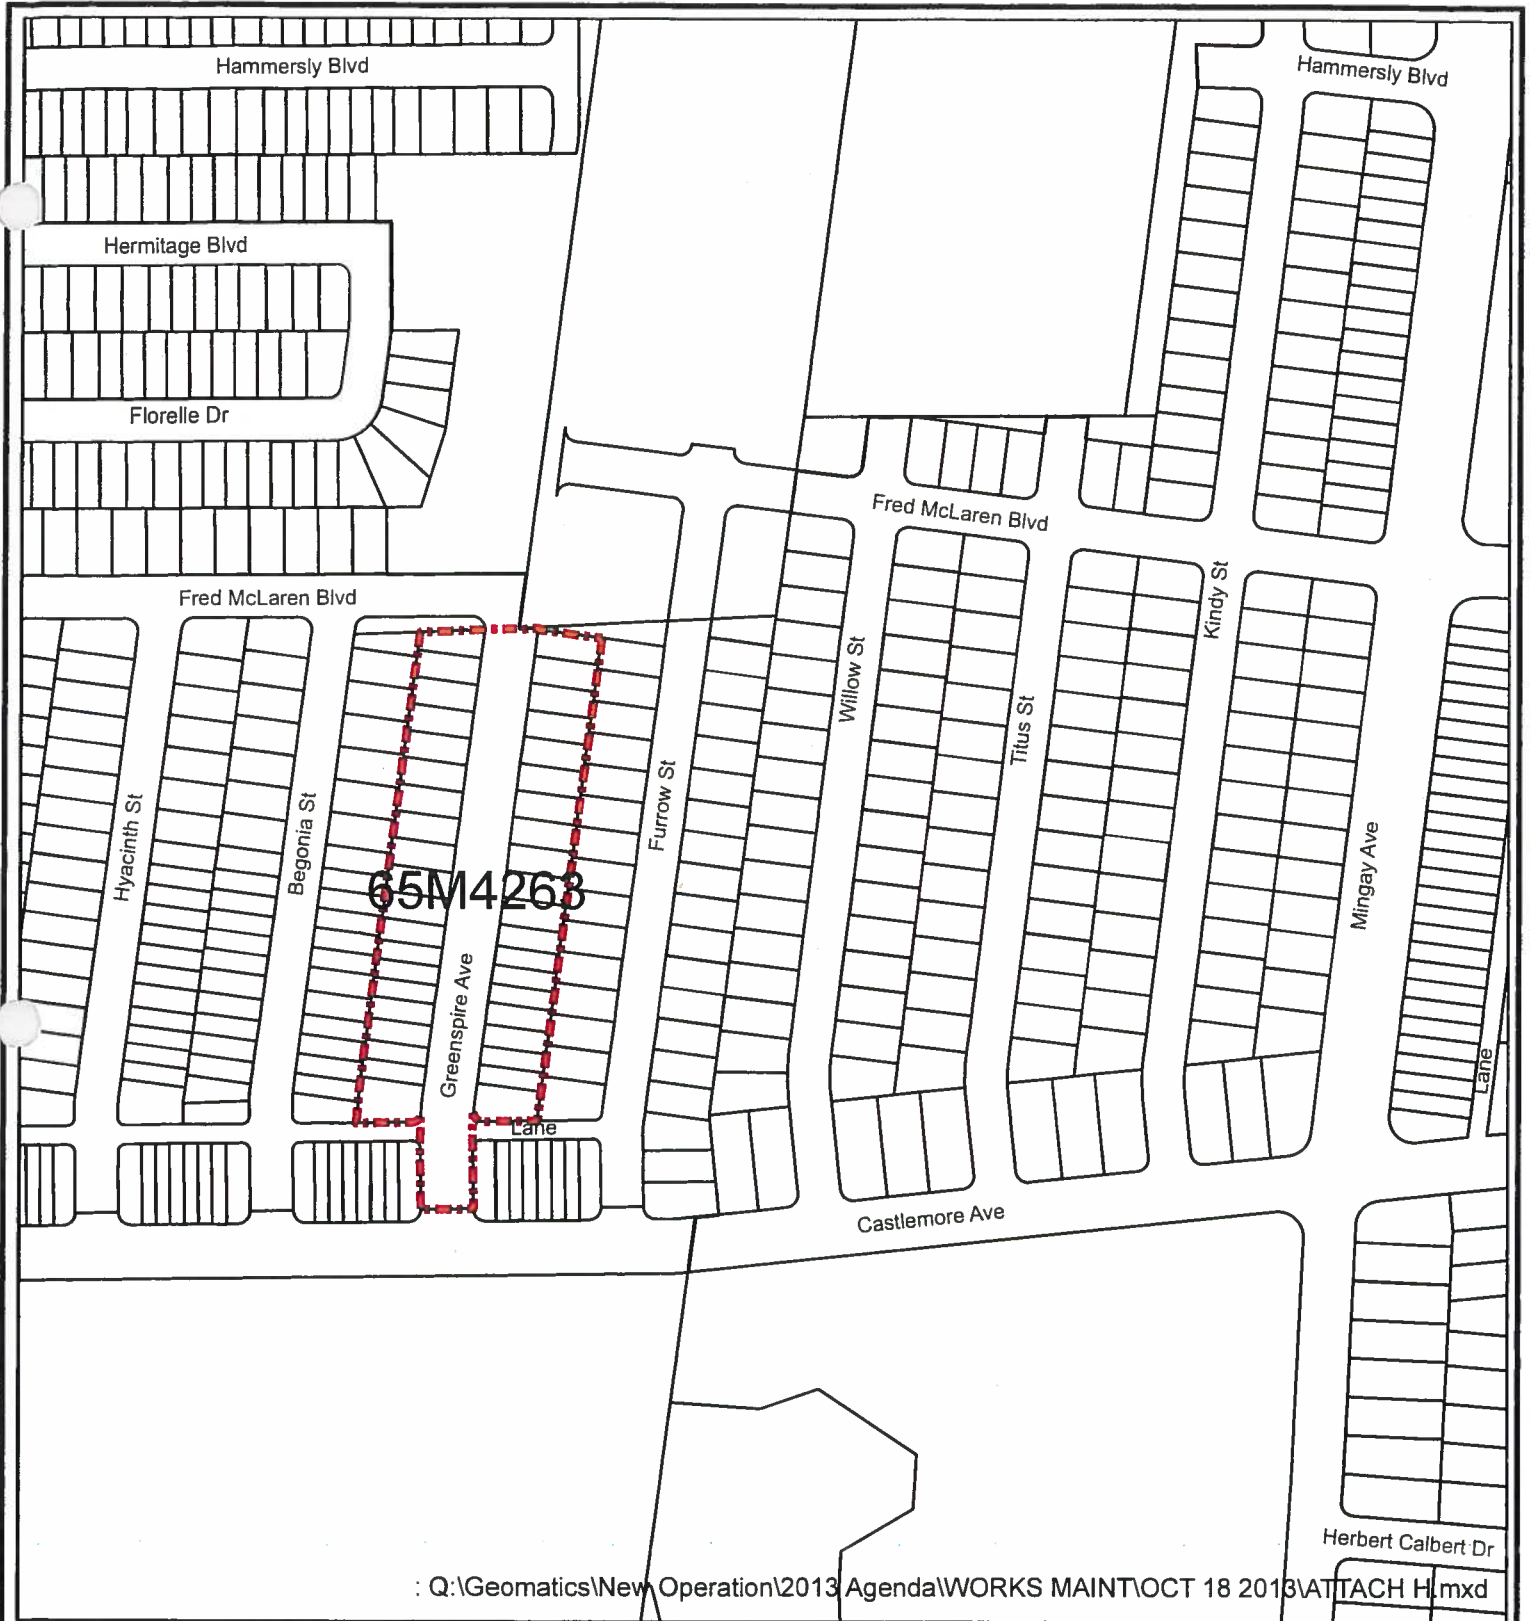 Hammersly Blvd
Hammersly Blvd
Hermitage Blvd
Florelle Dr
Fred McLaren Blvd
Fred McLaren Blvd
Kindy St
Willow St
Titus St
Furrow St
Hyacinth St
Begonia St
65M4263
Mingay Ave
Greenspire Ave
Lane
Lane
Castlemore Ave
Herbert Calbert Dr
: Q:\Geomatics\New Operation\2013 Agenda\WORKS MAINT\OCT 18 2013\ATTACH H.mxd